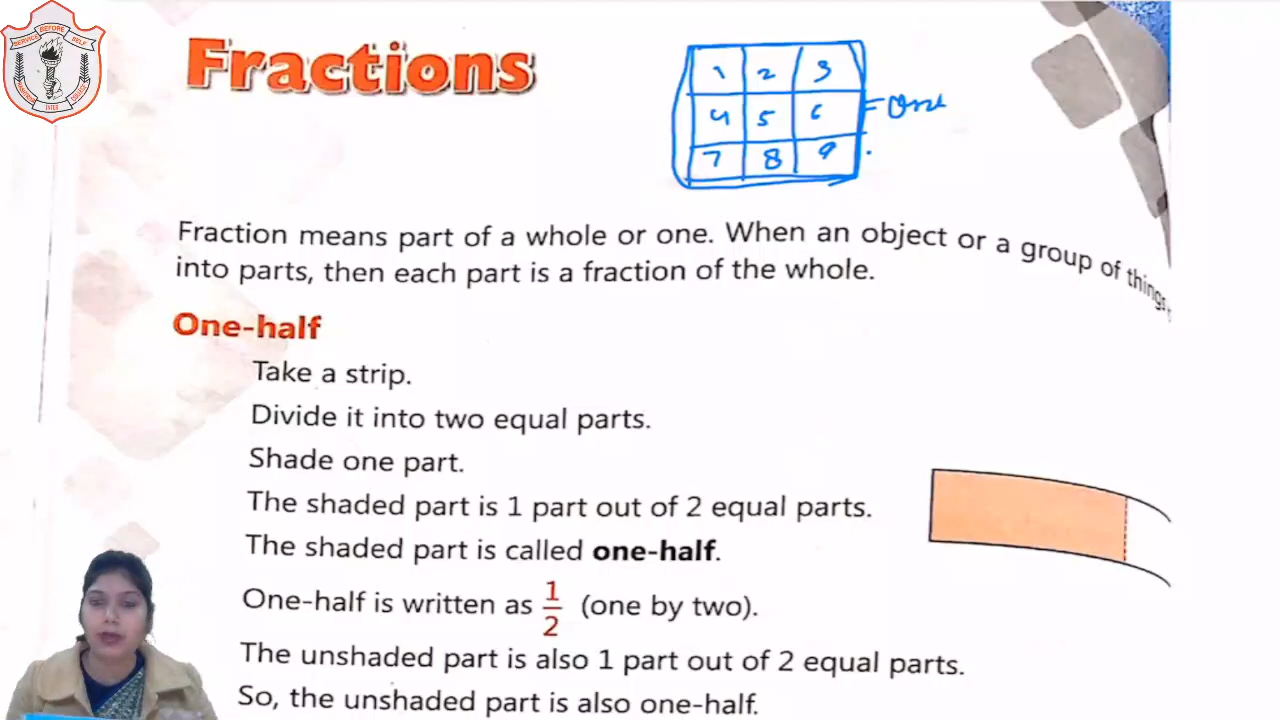 SERVICE BEFORE SELF
Fractions
1 2 3
4 5 6 = One
7 8 9
Fraction means part of a whole or one. When an object or a group of things
into parts, then each part is a fraction of the whole.
One-half
Take a strip.
Divide it into two equal parts.
Shade one part.
The shaded part is 1 part out of 2 equal parts.
The shaded part is called one-half.
One-half is written as 1/2 (one by two).
The unshaded part is also 1 part out of 2 equal parts.
So, the unshaded part is also one-half.